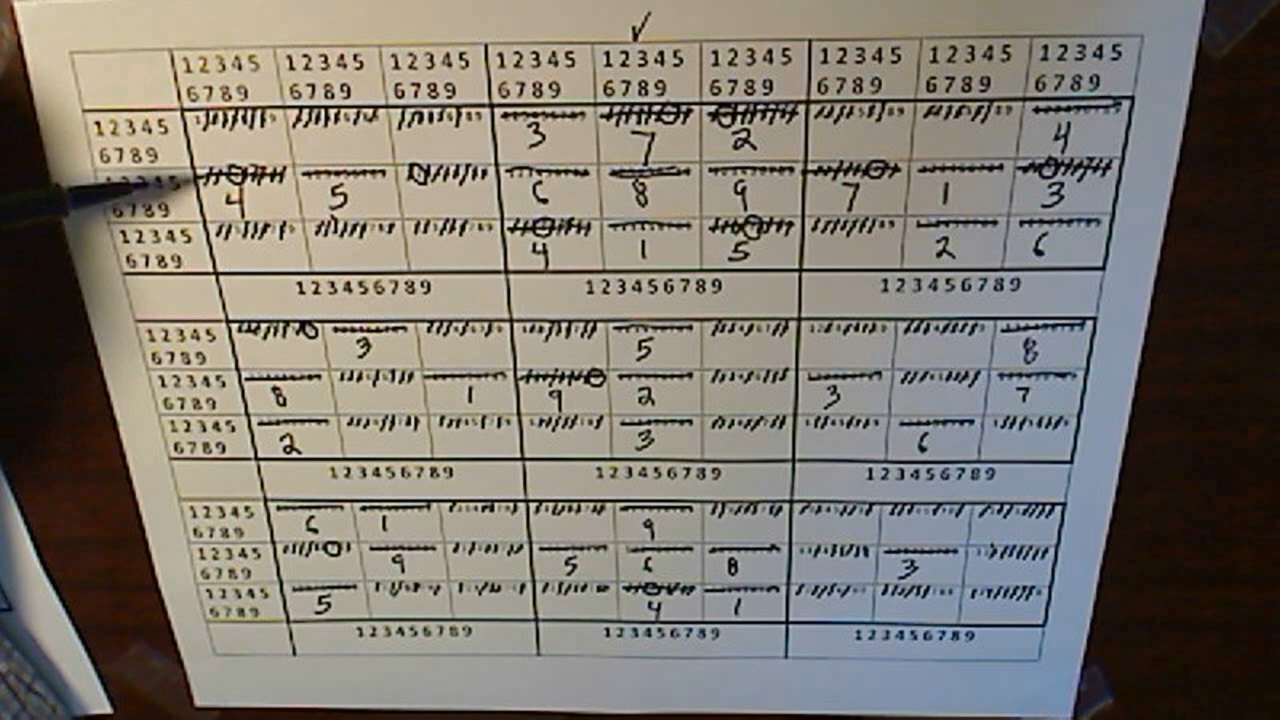 ✓
12345 12345 12345 12345 12345 12345 12345 12345 12345
6789 6789 6789 6789 6789 6789 6789 6789 6789
12345
6789 3 7 2 4
12345
6789 4 5 6 8 9 7 1 3
12345
6789 4 1 5 2 6
123456789 123456789 123456789
12345
6789 3 5 8
12345
6789 8 1 9 2 3 7
12345
6789 2 3 6
123456789 123456789 123456789
12345
6789 6 1 9
12345
6789 9 5 6 8 3
12345
6789 5 4 1
123456789 123456789 123456789